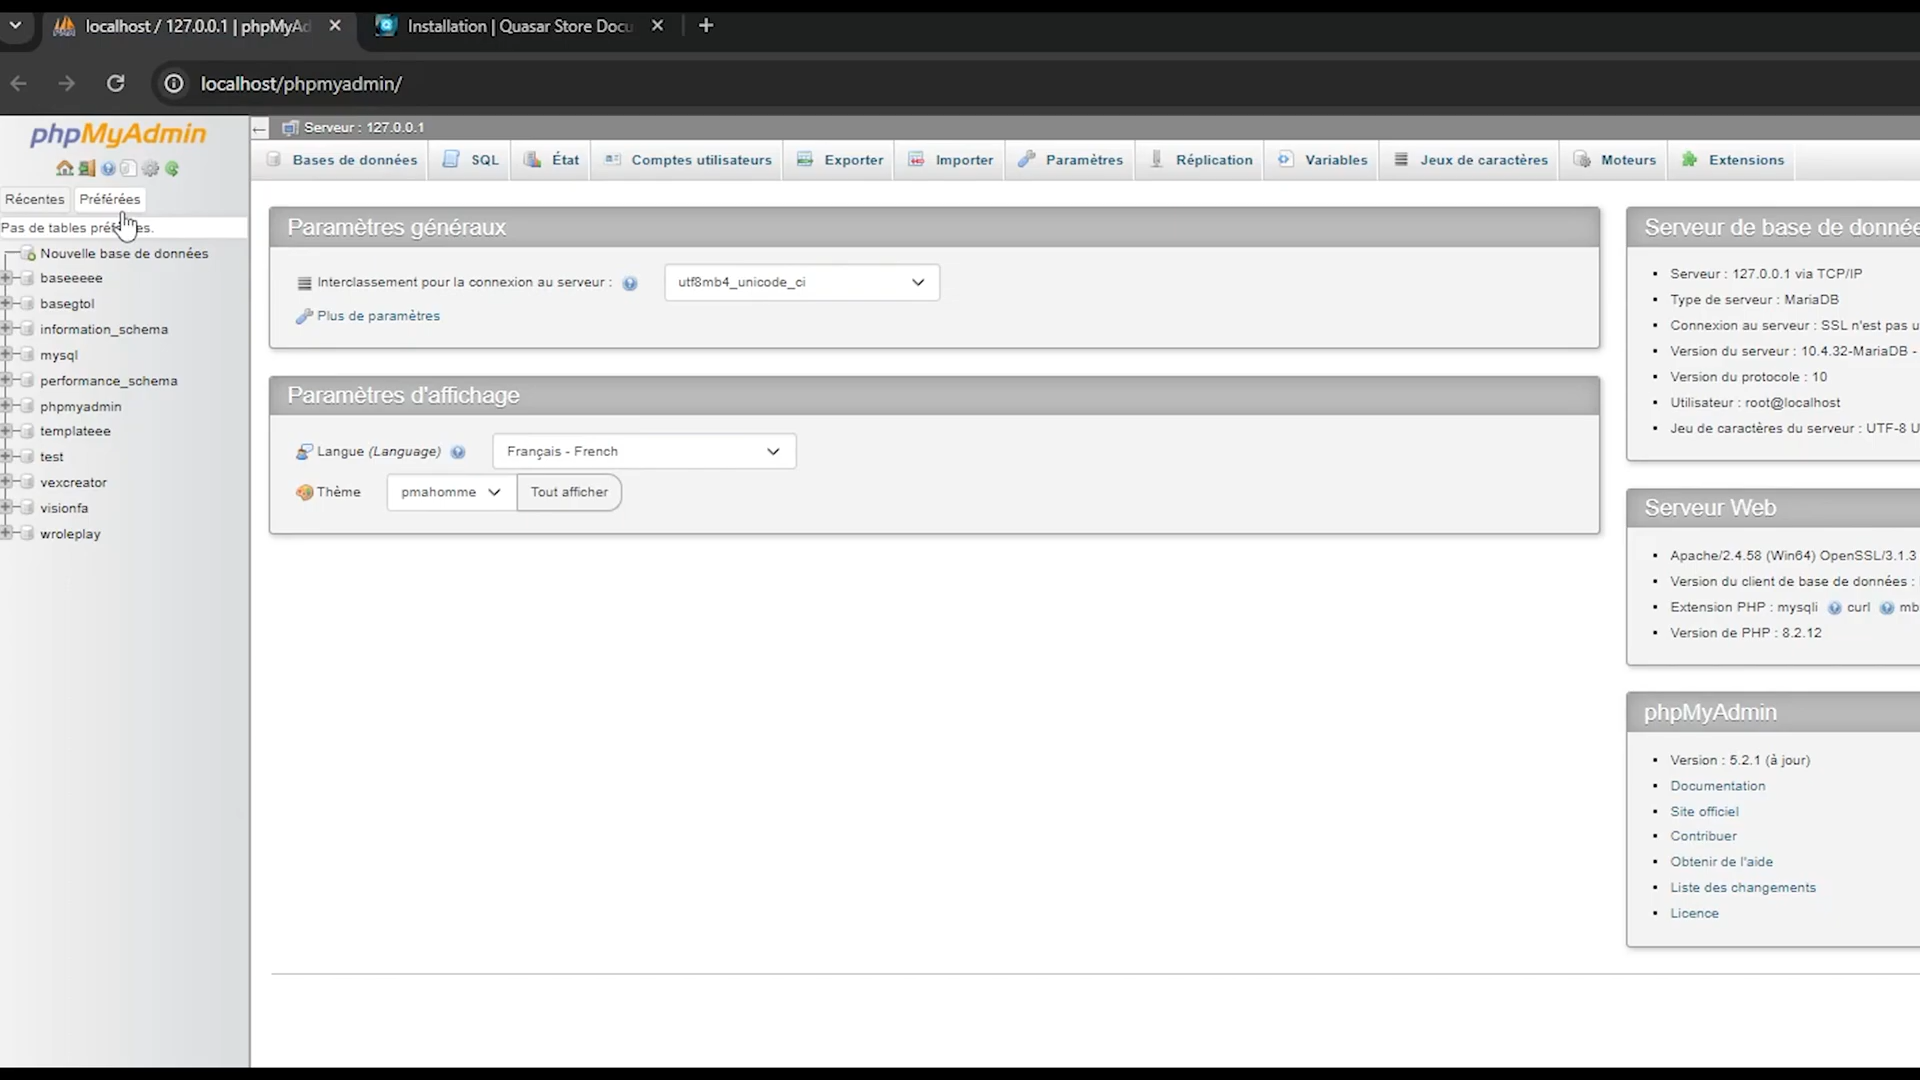 localhost / 127.0.0.1 | phpMyAd
Installation | Quasar Store Docu
localhost/phpmyadmin/
phpMyAdmin
Récentes
Préférées
Pas de tables préférées.
Nouvelle base de données
baseeeee
basegtol
information_schema
mysql
performance_schema
phpmyadmin
templateee
test
vexcreator
visionfa
wroleplay
Serveur : 127.0.0.1
Bases de données
SQL
État
Comptes utilisateurs
Exporter
Importer
Paramètres
Réplication
Variables
Jeux de caractères
Moteurs
Extensions
Paramètres généraux
Interclassement pour la connexion au serveur :
utf8mb4_unicode_ci
Plus de paramètres
Paramètres d'affichage
Langue (Language)
Français - French
Thème
pmahomme
Tout afficher
Serveur de base de donnée
Serveur : 127.0.0.1 via TCP/IP
Type de serveur : MariaDB
Connexion au serveur : SSL n'est pas u
Version du serveur : 10.4.32-MariaDB -
Version du protocole : 10
Utilisateur : root@localhost
Jeu de caractères du serveur : UTF-8 U
Serveur Web
Apache/2.4.58 (Win64) OpenSSL/3.1.3
Version du client de base de données :
Extension PHP : mysqli curl mb
Version de PHP : 8.2.12
phpMyAdmin
Version : 5.2.1 (à jour)
Documentation
Site officiel
Contribuer
Obtenir de l'aide
Liste des changements
Licence